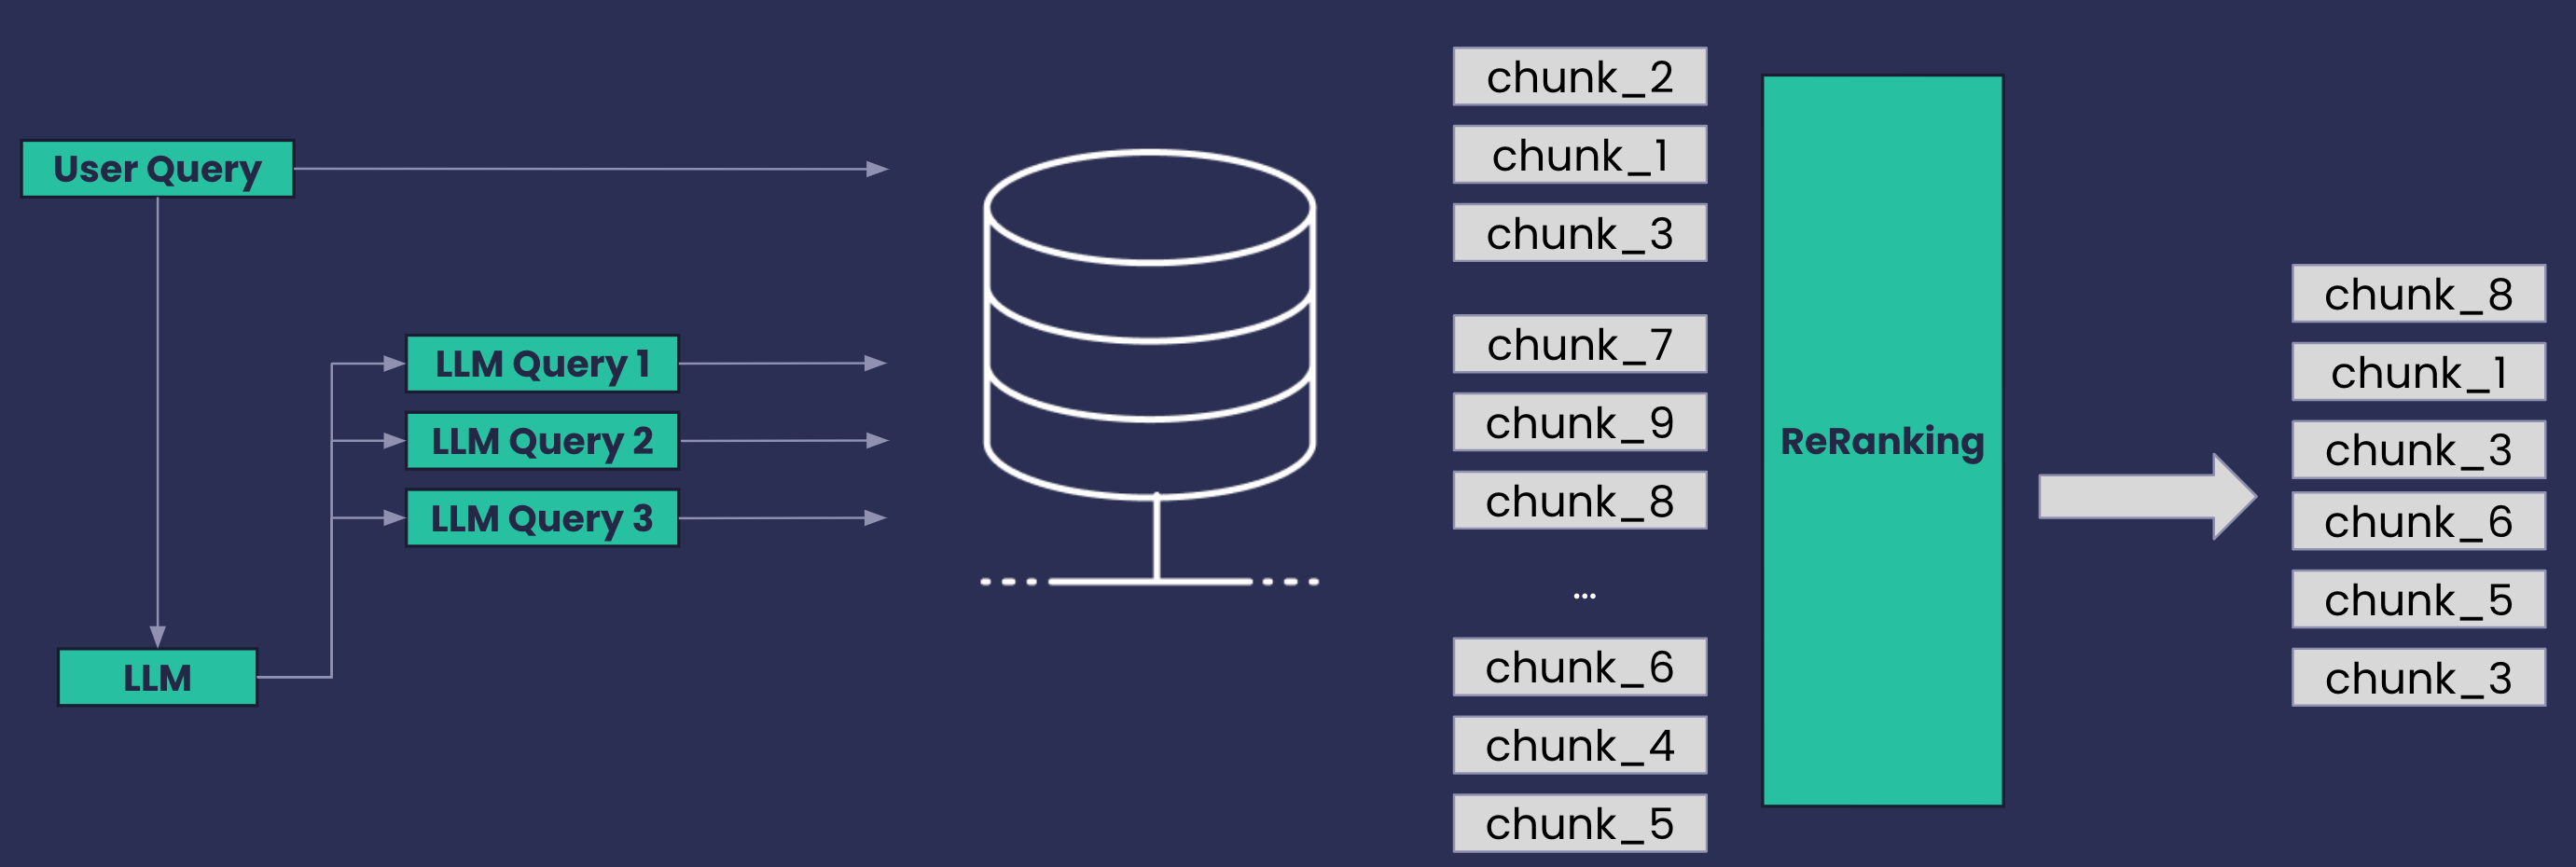 User Query
LLM
LLM Query 1
LLM Query 2
LLM Query 3
chunk_2
chunk_1
chunk_3
chunk_7
chunk_9
chunk_8
...
chunk_6
chunk_4
chunk_5
ReRanking
chunk_8
chunk_1
chunk_3
chunk_6
chunk_5
chunk_3